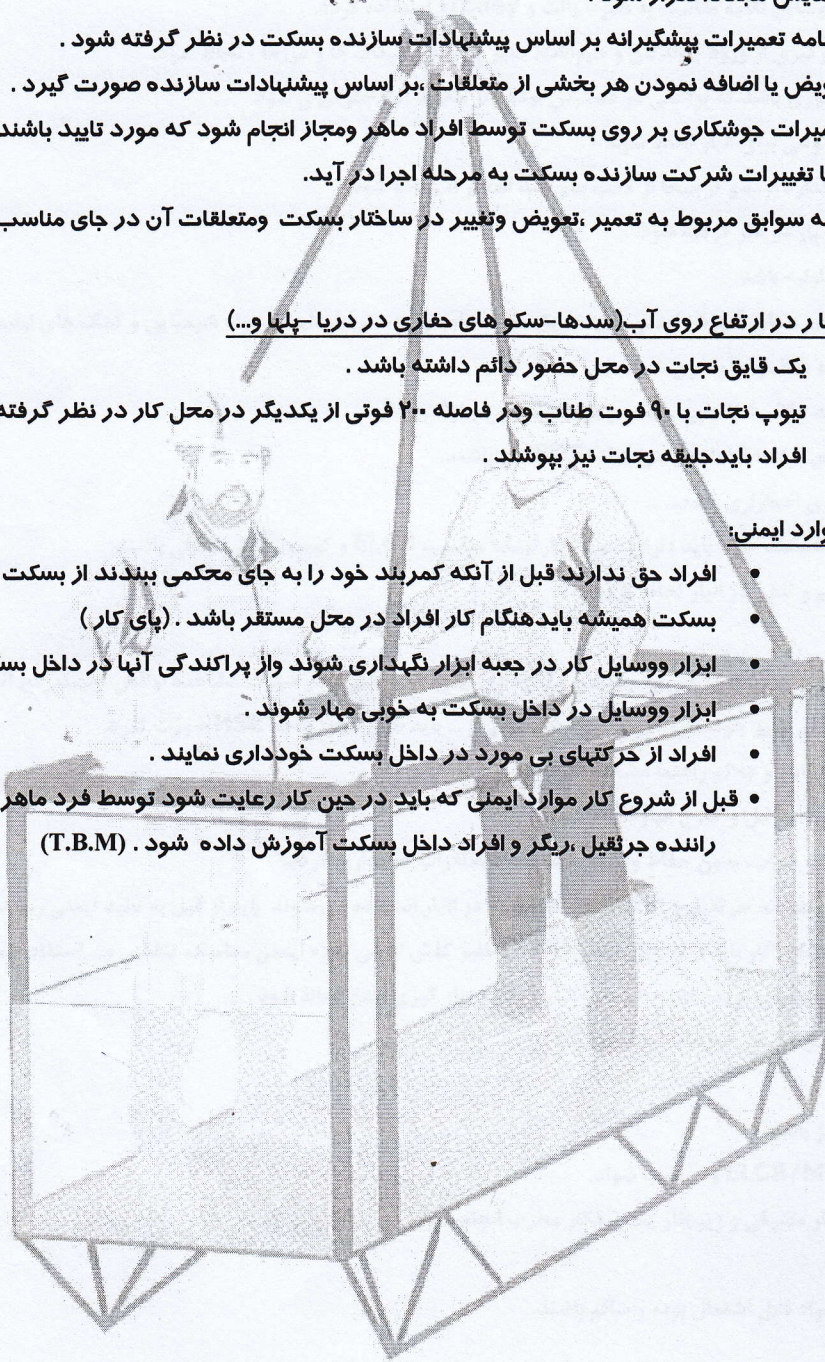 نامه تعمیرات پیشگیرانه بر اساس پیشنهادات سازنده بسکت در نظر گرفته شود .
ویض یا اضافه نمودن هر بخشی از متعلقات ،بر اساس پیشنهادات سازنده صورت گیرد .
میرات جوشکاری بر روی بسکت توسط افراد ماهر ومجاز انجام شود که مورد تایید باشند
ا تغییرات شرکت سازنده بسکت به مرحله اجرا در آید.
ه سوابق مربوط به تعمیر ،تعویض وتغییر در ساختار بسکت ومتعلقات آن در جای مناسب
ا ر در ارتفاع روی آب(سدها-سکو های حفاری در دریا -پلها و...)
یک قایق نجات در محل حضور دائم داشته باشد .
تیوپ نجات با ۹۰ فوت طناب ودر فاصله ۲۰۰ فوتی از یکدیگر در محل کار در نظر گرفته
افراد بایدجلیقه نجات نیز بپوشند .
وارد ایمنی:
• افراد حق ندارند قبل از آنکه کمربند خود را به جای محکمی ببندند از بسکت
• بسکت همیشه بایدهنگام کار افراد در محل مستقر باشد . (پای کار )
• ابزار ووسایل کار در جعبه ابزار نگهداری شوند واز پراکندگی آنها در داخل بسک
• ابزار ووسایل در داخل بسکت به خوبی مهار شوند .
• افراد از حرکتهای بی مورد در داخل بسکت خودداری نمایند .
• قبل از شروع کار موارد ایمنی که باید در حین کار رعایت شود توسط فرد ماهر
راننده جرثقیل ،ریگر و افراد داخل بسکت آموزش داده شود . (T.B.M)